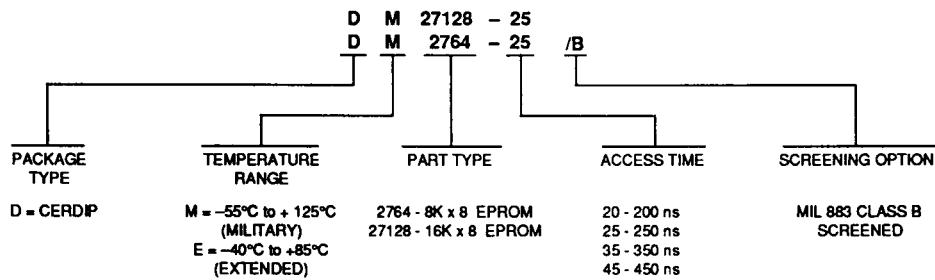 D M 27128 - 25
D M 2764 - 25 /B
PACKAGE TYPE
D = CERDIP
TEMPERATURE RANGE
M = –55°C to + 125°C
(MILITARY)
E = –40°C to +85°C
(EXTENDED)
PART TYPE
2764 - 8K x 8 EPROM
27128 - 16K x 8 EPROM
ACCESS TIME
20 - 200 ns
25 - 250 ns
35 - 350 ns
45 - 450 ns
SCREENING OPTION
MIL 883 CLASS B
SCREENED